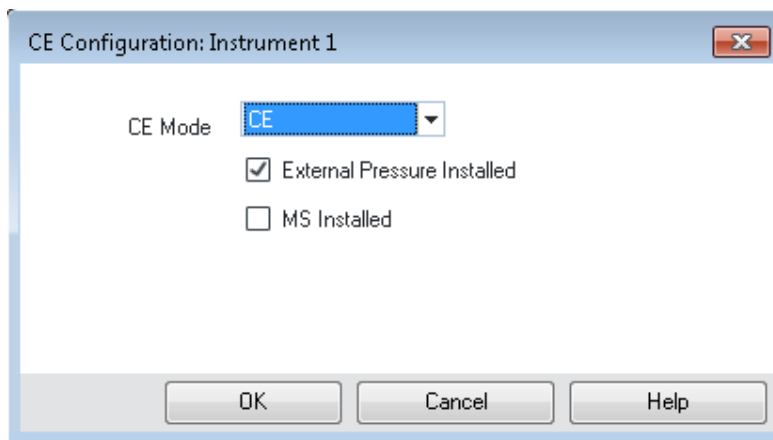 CE Configuration: Instrument 1
CE Mode CE
External Pressure Installed
MS Installed
OK Cancel Help